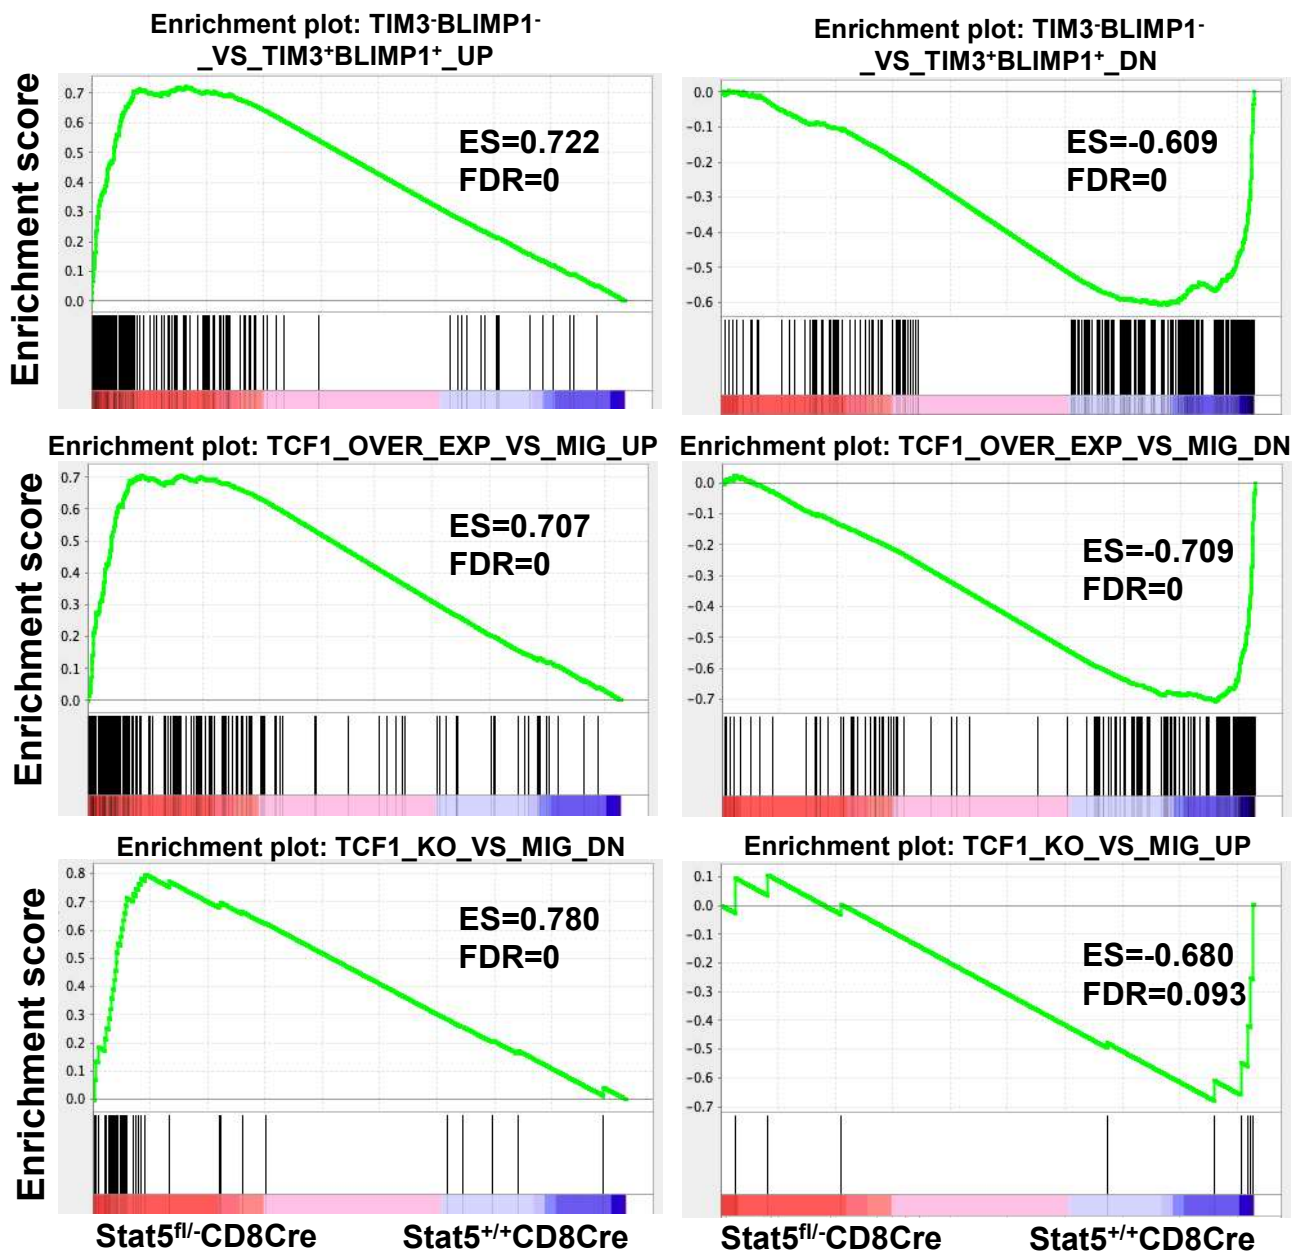 Enrichment plot: TIM3⁻BLIMP1⁻
_VS_TIM3⁺BLIMP1⁺_UP
Enrichment score
0.7
0.6
0.5
0.4
0.3
0.2
0.1
0.0
ES=0.722
FDR=0
Enrichment plot: TIM3⁻BLIMP1⁻
_VS_TIM3⁺BLIMP1⁺_DN
0.0
-0.1
-0.2
-0.3
-0.4
-0.5
-0.6
ES=-0.609
FDR=0
Enrichment plot: TCF1_OVER_EXP_VS_MIG_UP
Enrichment score
0.7
0.6
0.5
0.4
0.3
0.2
0.1
0.0
ES=0.707
FDR=0
Enrichment plot: TCF1_OVER_EXP_VS_MIG_DN
0.0
-0.1
-0.2
-0.3
-0.4
-0.5
-0.6
-0.7
ES=-0.709
FDR=0
Enrichment plot: TCF1_KO_VS_MIG_DN
Enrichment score
0.8
0.7
0.6
0.5
0.4
0.3
0.2
0.1
0.0
ES=0.780
FDR=0
Stat5ᶠˡ/⁻CD8Cre
Stat5⁺/⁺CD8Cre
Enrichment plot: TCF1_KO_VS_MIG_UP
0.1
0.0
-0.1
-0.2
-0.3
-0.4
-0.5
-0.6
-0.7
ES=-0.680
FDR=0.093
Stat5ᶠˡ/⁻CD8Cre
Stat5⁺/⁺CD8Cre